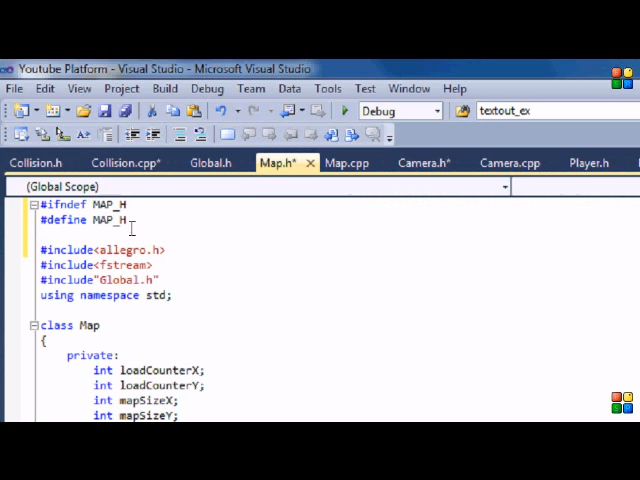 Youtube Platform - Visual Studio - Microsoft Visual Studio
File Edit View Project Build Debug Team Data Tools Test Window Help
Debug textout_ex
Collision.h Collision.cpp* Global.h Map.h* Map.cpp Camera.h* Camera.cpp Player.h
(Global Scope)
#ifndef MAP_H
#define MAP_H
#include<allegro.h>
#include<fstream>
#include"Global.h"
using namespace std;
class Map
{
private:
int loadCounterX;
int loadCounterY;
int mapSizeX;
int mapSizeY;